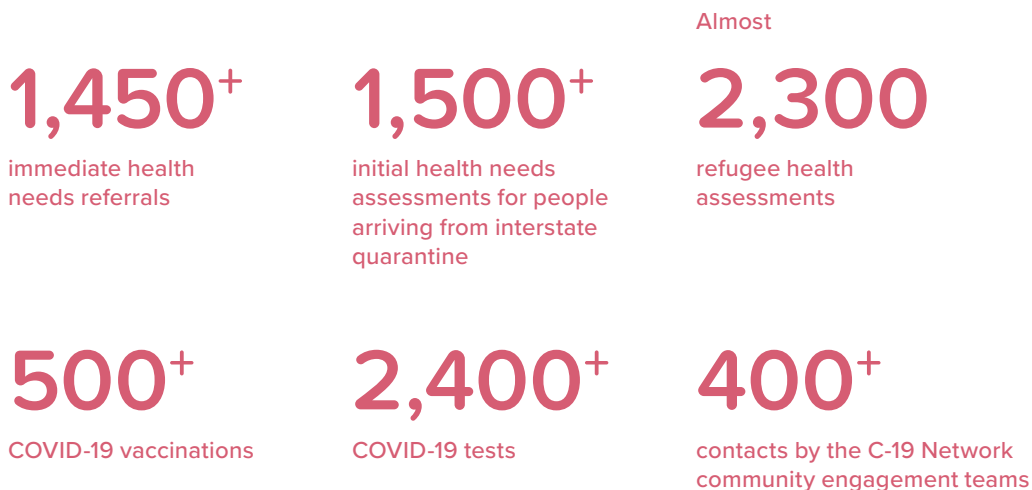 1,450+
immediate health
needs referrals
1,500+
initial health needs
assessments for people
arriving from interstate
quarantine
Almost
2,300
refugee health
assessments
500+
COVID-19 vaccinations
2,400+
COVID-19 tests
400+
contacts by the C-19 Network
community engagement teams